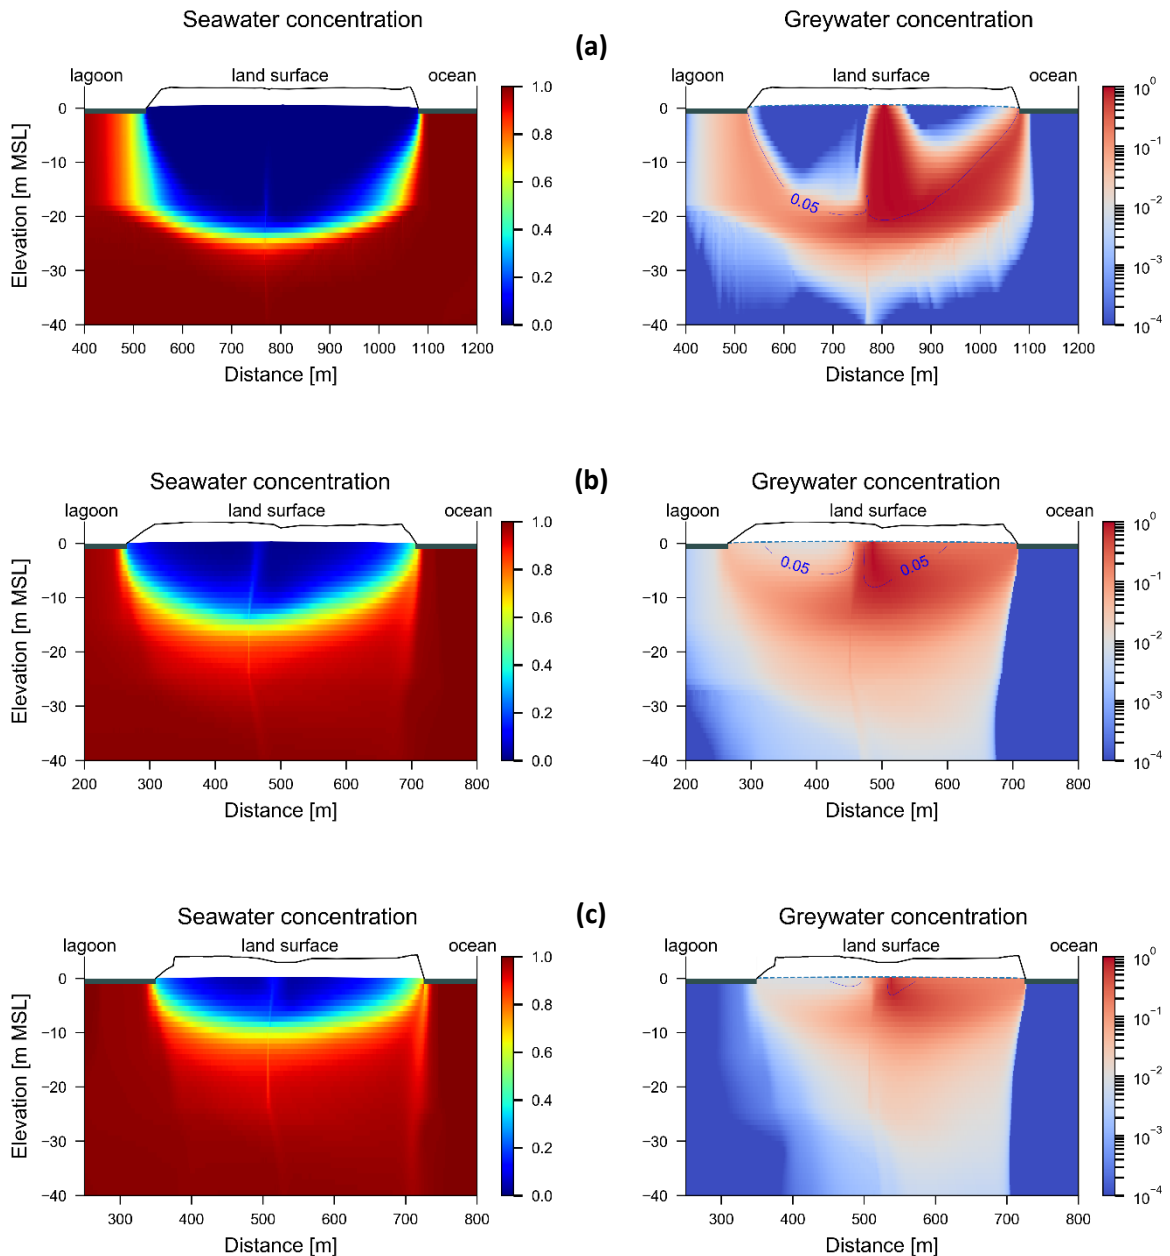 Seawater concentration
(a)
Greywater concentration
lagoon land surface ocean
lagoon land surface ocean
Elevation [m MSL]
0
−10
−20
−30
−40
400 500 600 700 800 900 1000 1100 1200
Distance [m]
1.0
0.8
0.6
0.4
0.2
0.0
0
−10
−20
−30
−40
0.05
400 500 600 700 800 900 1000 1100 1200
Distance [m]
10⁰
10⁻¹
10⁻²
10⁻³
10⁻⁴
Seawater concentration
(b)
Greywater concentration
lagoon land surface ocean
lagoon land surface ocean
Elevation [m MSL]
0
−10
−20
−30
−40
200 300 400 500 600 700 800
Distance [m]
1.0
0.8
0.6
0.4
0.2
0.0
0
−10
−20
−30
−40
0.05 0.05
200 300 400 500 600 700 800
Distance [m]
10⁰
10⁻¹
10⁻²
10⁻³
10⁻⁴
Seawater concentration
(c)
Greywater concentration
lagoon land surface ocean
lagoon land surface ocean
Elevation [m MSL]
0
−10
−20
−30
−40
300 400 500 600 700 800
Distance [m]
1.0
0.8
0.6
0.4
0.2
0.0
0
−10
−20
−30
−40
300 400 500 600 700 800
Distance [m]
10⁰
10⁻¹
10⁻²
10⁻³
10⁻⁴